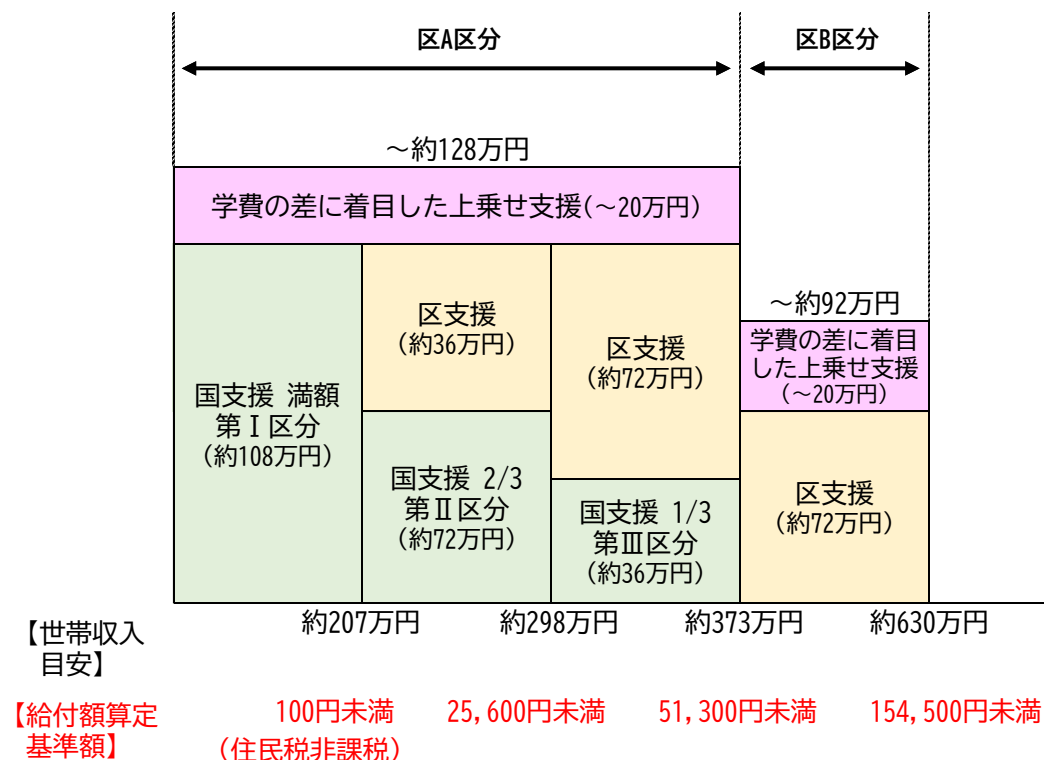 区A区分
区B区分
～約128万円
学費の差に着目した上乗せ支援(～20万円)
国支援 満額
第Ⅰ区分
(約108万円)
区支援
(約36万円)
国支援 2/3
第Ⅱ区分
(約72万円)
区支援
(約72万円)
国支援 1/3
第Ⅲ区分
(約36万円)
～約92万円
学費の差に着目
した上乗せ支援
(～20万円)
区支援
(約72万円)
【世帯収入
目安】
約207万円
約298万円
約373万円
約630万円
【給付額算定
基準額】
100円未満
(住民税非課税)
25,600円未満
51,300円未満
154,500円未満